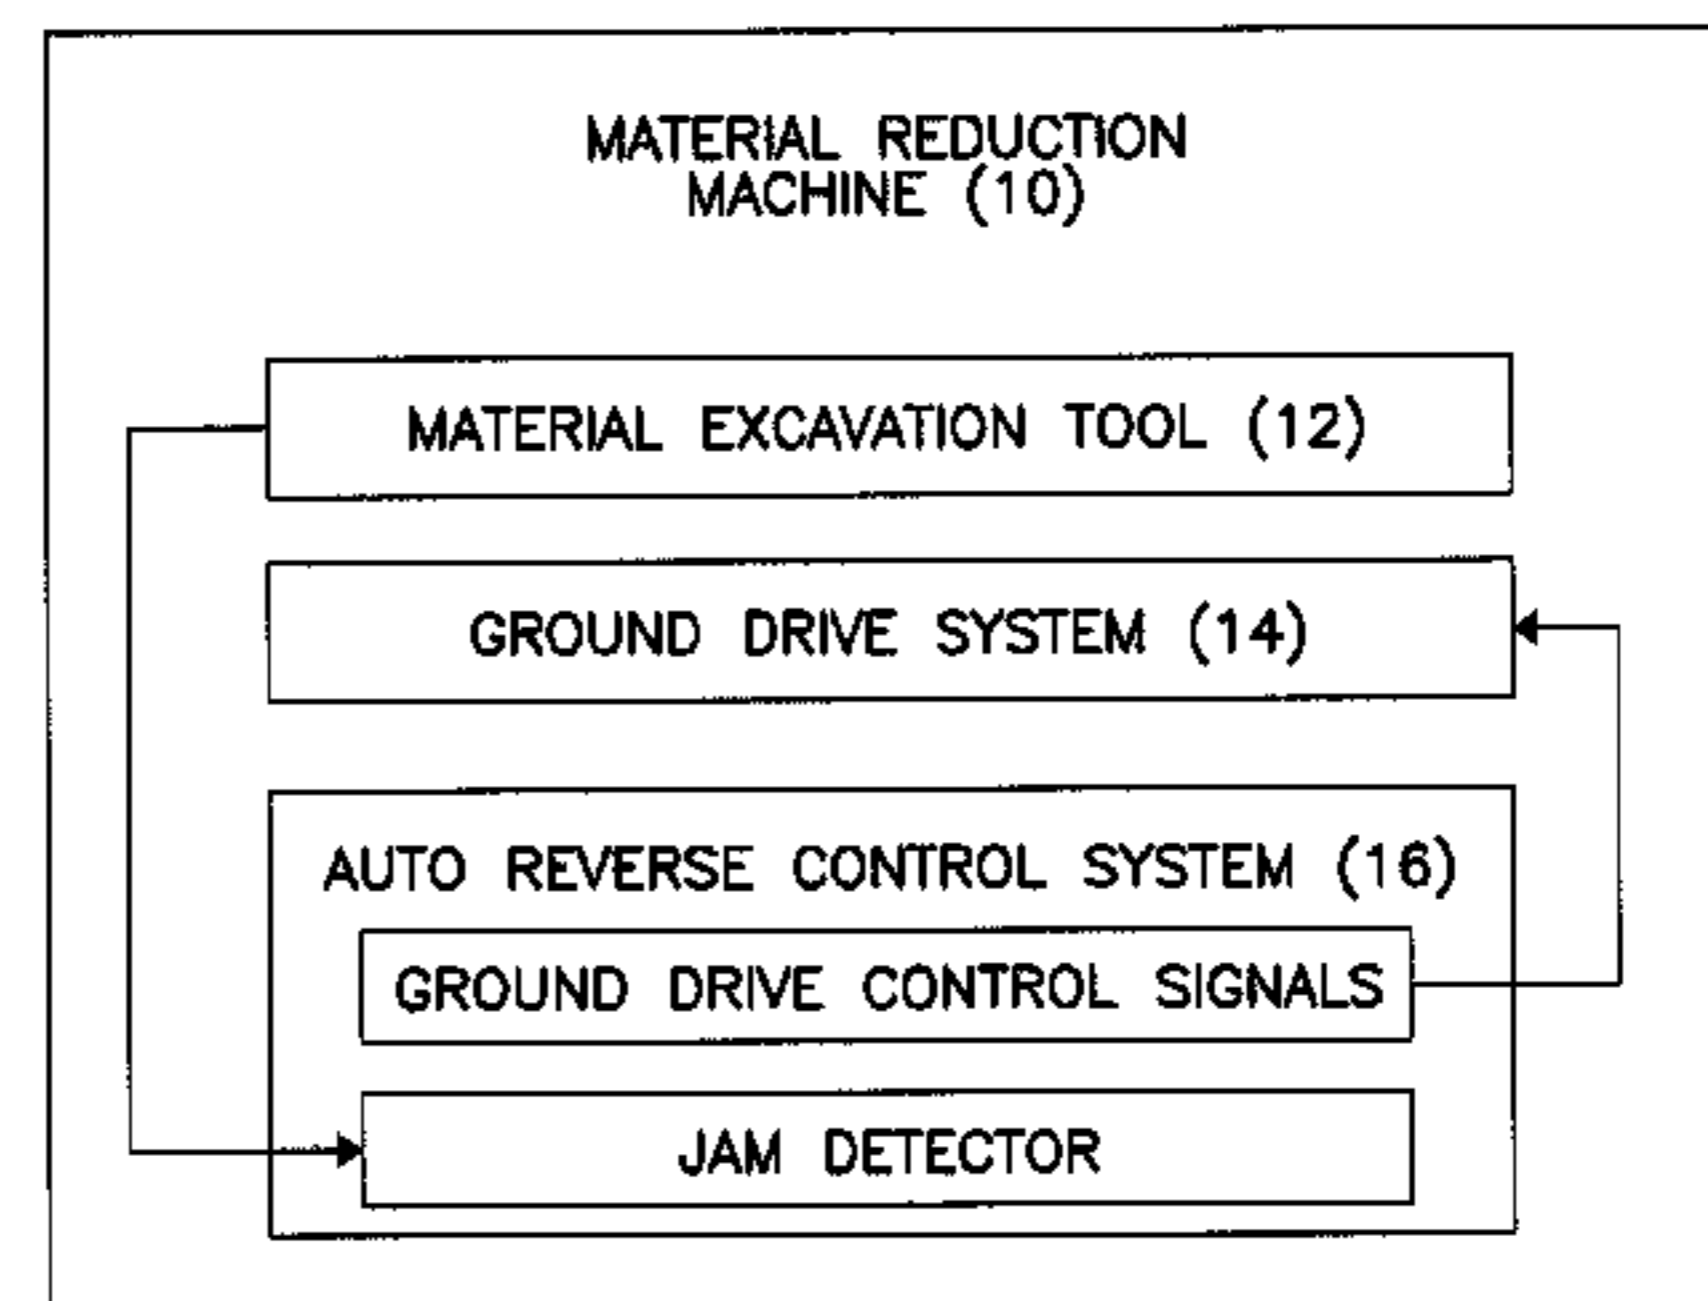 MATERIAL REDUCTION
MACHINE (10)
MATERIAL EXCAVATION TOOL (12)
GROUND DRIVE SYSTEM (14)
AUTO REVERSE CONTROL SYSTEM (16)
GROUND DRIVE CONTROL SIGNALS
JAM DETECTOR